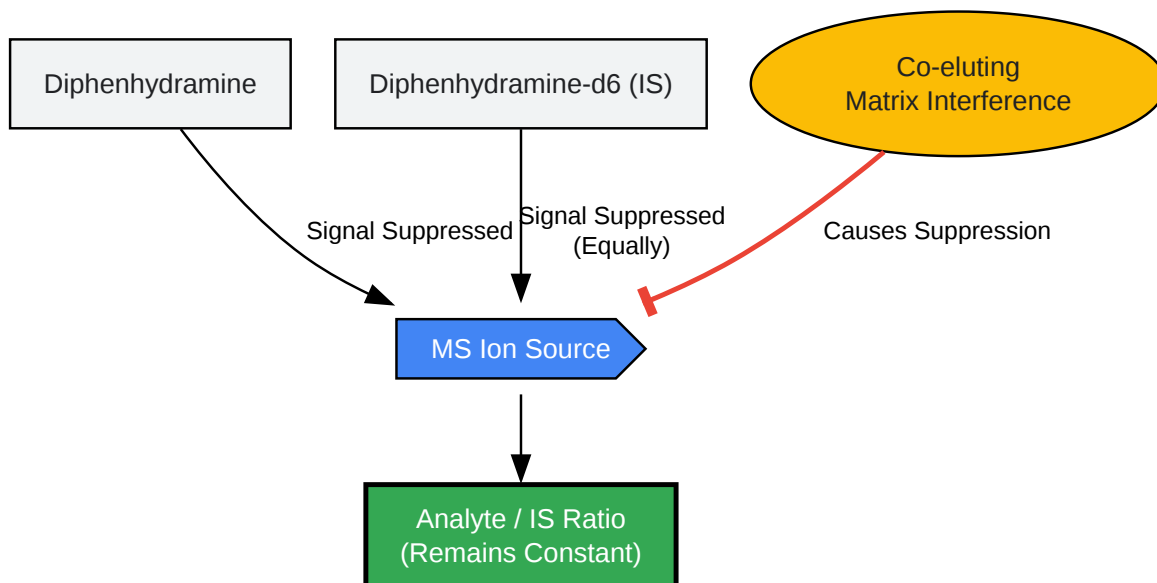 Diphenhydramine
Diphenhydramine-d6 (IS)
Co-eluting
Matrix Interference
Signal Suppressed
Signal Suppressed
(Equally)
Causes Suppression
MS Ion Source
Analyte / IS Ratio
(Remains Constant)